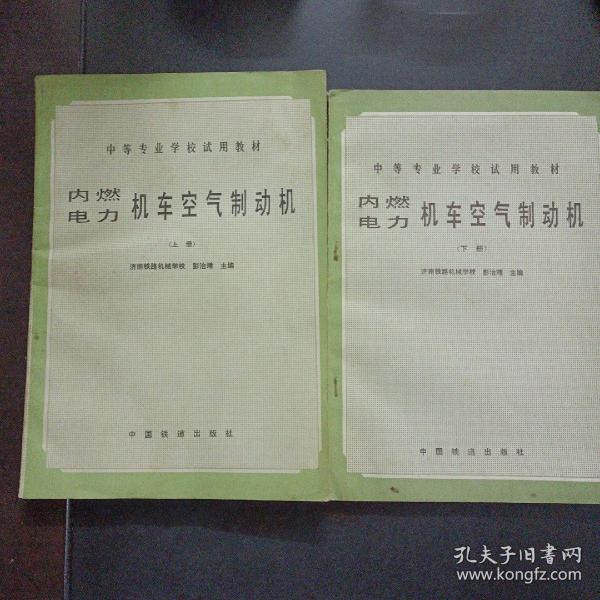 中等专业学校试用教材
内燃
电力 机车空气制动机
(上册)
济南铁路机械学校 彭治靖 主编
中国铁道出版社
中等专业学校试用教材
内燃
电力 机车空气制动机
(下册)
济南铁路机械学校 彭治靖 主编
中国铁道出版社
孔夫子旧书网
www.kongfz.com